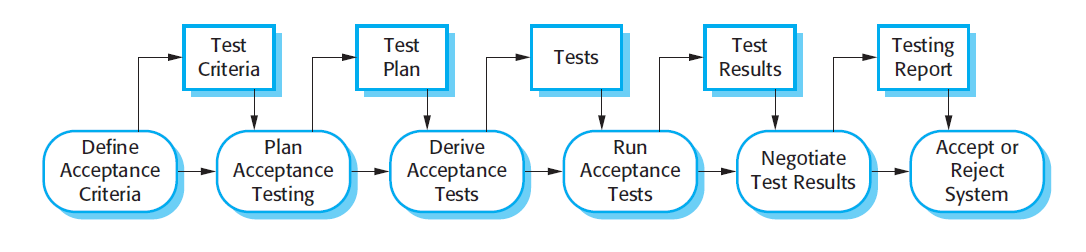 Test
Criteria
Test
Plan
Tests
Test
Results
Testing
Report
Define
Acceptance
Criteria
Plan
Acceptance
Testing
Derive
Acceptance
Tests
Run
Acceptance
Tests
Negotiate
Test Results
Accept or
Reject
System